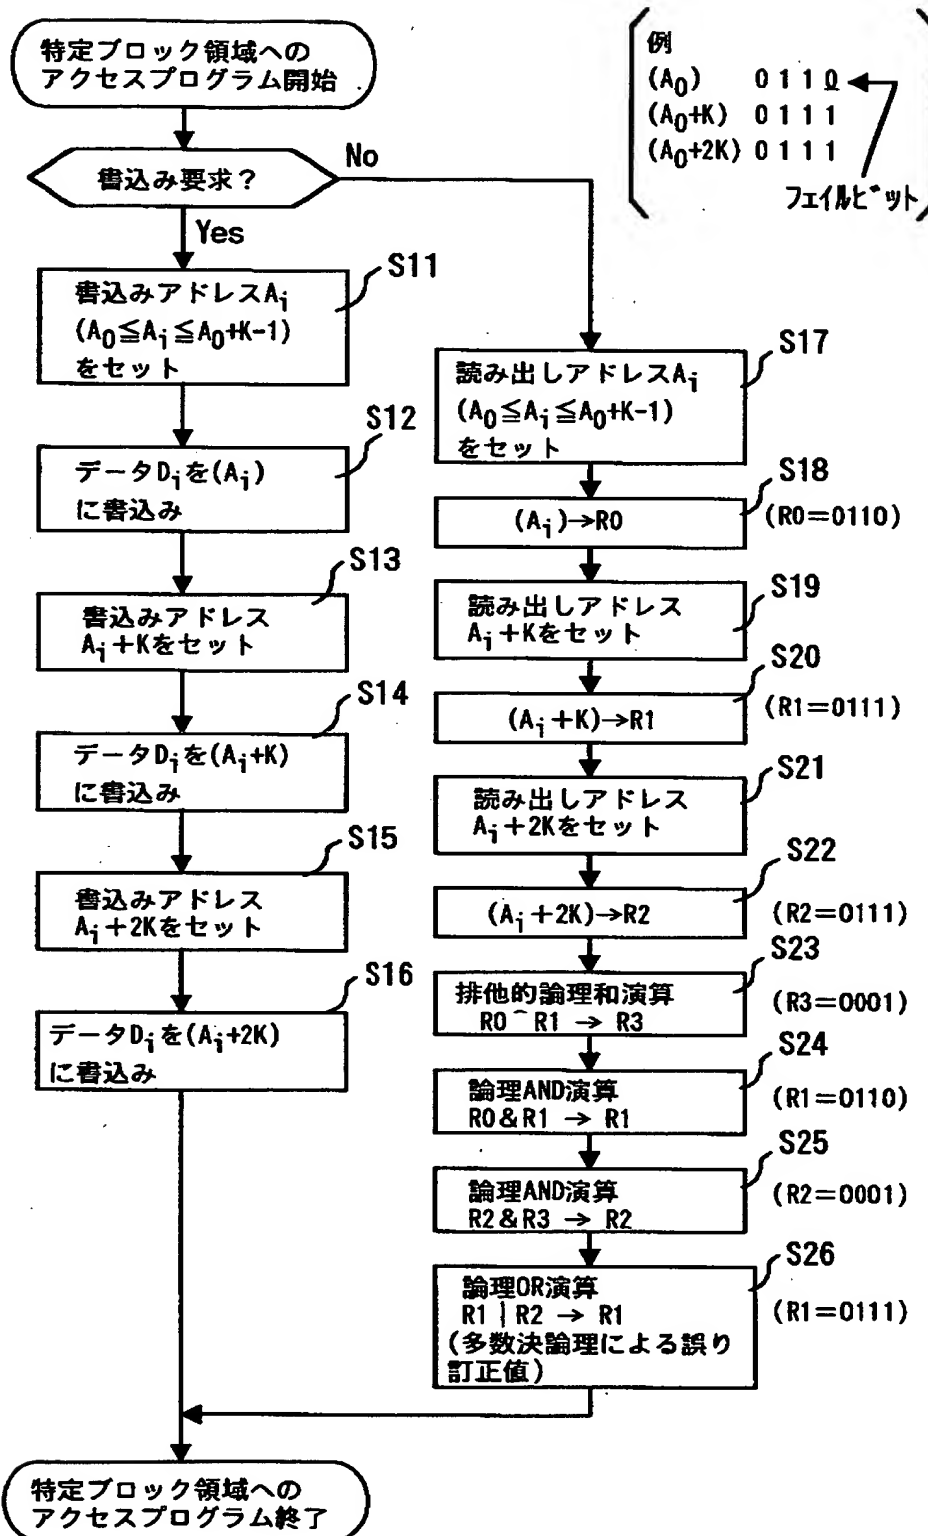 特定ブロック領域への
アクセスプログラム開始
例
(A0) 0 1 1 0
(A0+K) 0 1 1 1
(A0+2K) 0 1 1 1
フェイルビット
書込み要求?
No
Yes
S11
書込みアドレスAi
(A0≦Ai≦A0+K-1)
をセット
S12
データDiを(Ai)
に書込み
S13
書込みアドレス
Ai+Kをセット
S14
データDiを(Ai+K)
に書込み
S15
書込みアドレス
Ai+2Kをセット
S16
データDiを(Ai+2K)
に書込み
S17
読み出しアドレスAi
(A0≦Ai≦A0+K-1)
をセット
S18
(Ai)→R0
(R0=0110)
S19
読み出しアドレス
Ai+Kをセット
S20
(Ai+K)→R1
(R1=0111)
S21
読み出しアドレス
Ai+2Kをセット
S22
(Ai+2K)→R2
(R2=0111)
S23
排他的論理和演算
R0 ^ R1 → R3
(R3=0001)
S24
論理AND演算
R0&R1 → R1
(R1=0110)
S25
論理AND演算
R2&R3 → R2
(R2=0001)
S26
論理OR演算
R1 | R2 → R1
(多数決論理による誤り
訂正値)
(R1=0111)
特定ブロック領域への
アクセスプログラム終了